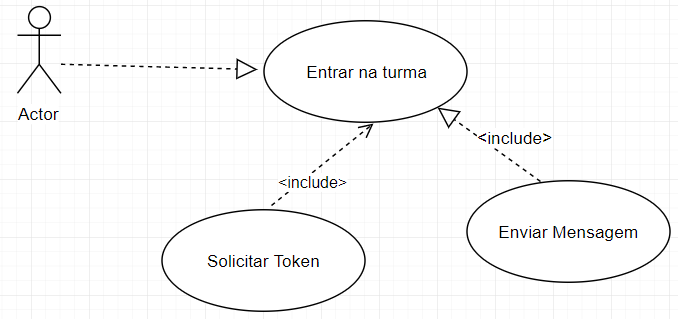 Entrar na turma
Actor
<include>
<include>
Enviar Mensagem
Solicitar Token